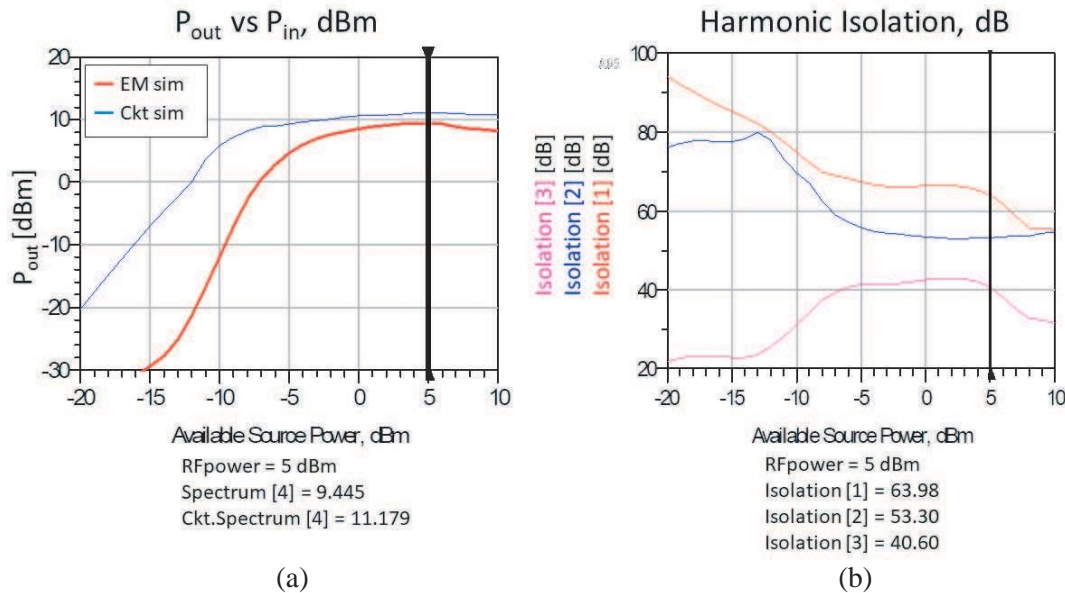 P_out vs P_in, dBm
EM sim
Ckt sim
P_out [dBm]
20
10
0
-10
-20
-30
-20 -15 -10 -5 0 5 10
Available Source Power, dBm
RFpower = 5 dBm
Spectrum [4] = 9.445
Ckt.Spectrum [4] = 11.179
(a)
Harmonic Isolation, dB
Isolation [3] [dB]
Isolation [2] [dB]
Isolation [1] [dB]
100
80
60
40
20
-20 -15 -10 -5 0 5 10
Available Source Power, dBm
RFpower = 5 dBm
Isolation [1] = 63.98
Isolation [2] = 53.30
Isolation [3] = 40.60
(b)